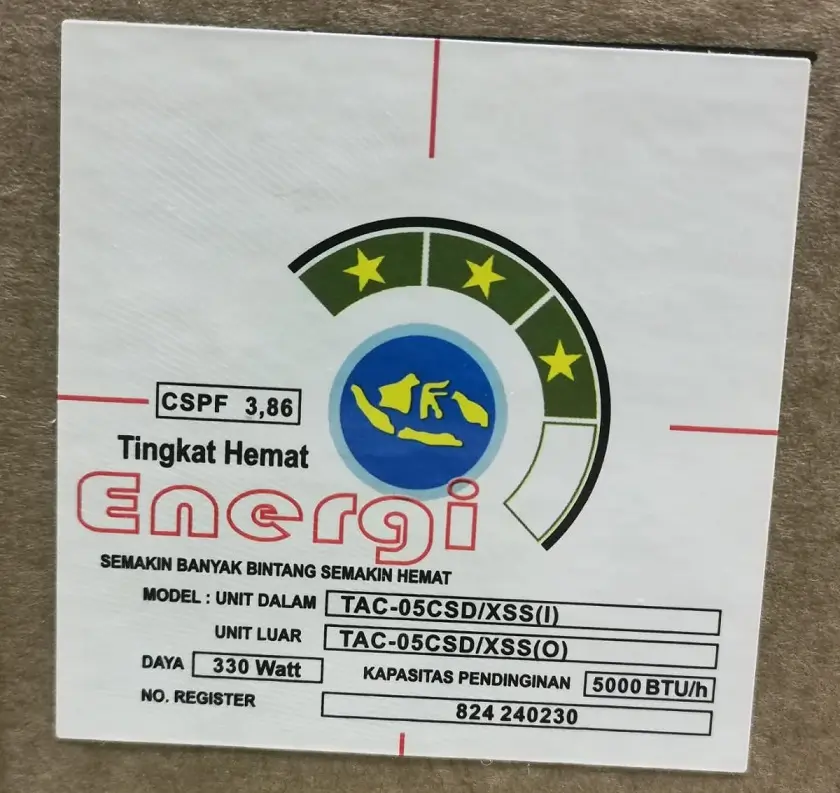 CSPF 3,86
Tingkat Hemat
Energi
SEMAKIN BANYAK BINTANG SEMAKIN HEMAT
MODEL : UNIT DALAM TAC-05CSD/XSS(I)
UNIT LUAR TAC-05CSD/XSS(O)
DAYA 330 Watt KAPASITAS PENDINGINAN 5000 BTU/h
NO. REGISTER 824 240230